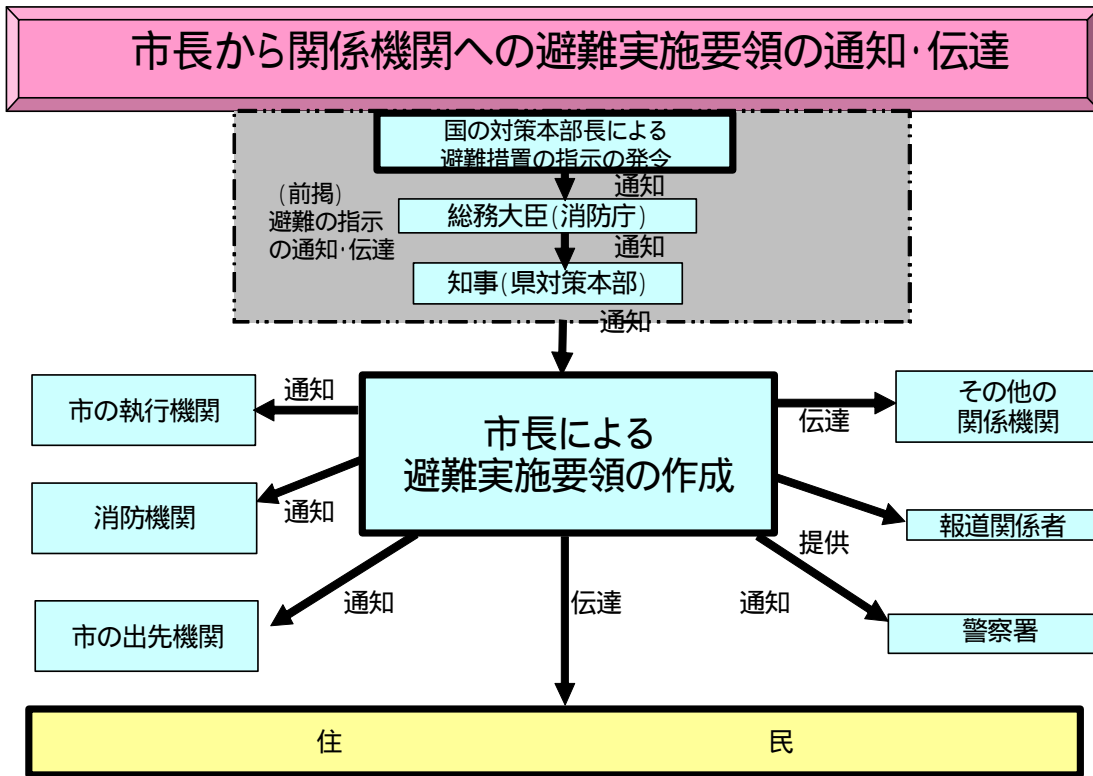 市長から関係機関への避難実施要領の通知・伝達
国の対策本部長による
避難措置の指示の発令
通知
(前掲)
避難の指示
の通知・伝達
総務大臣(消防庁)
通知
知事(県対策本部)
通知
市の執行機関
通知
市長による
避難実施要領の作成
伝達
その他の
関係機関
消防機関
通知
提供
報道関係者
市の出先機関
通知
伝達
通知
警察署
住民